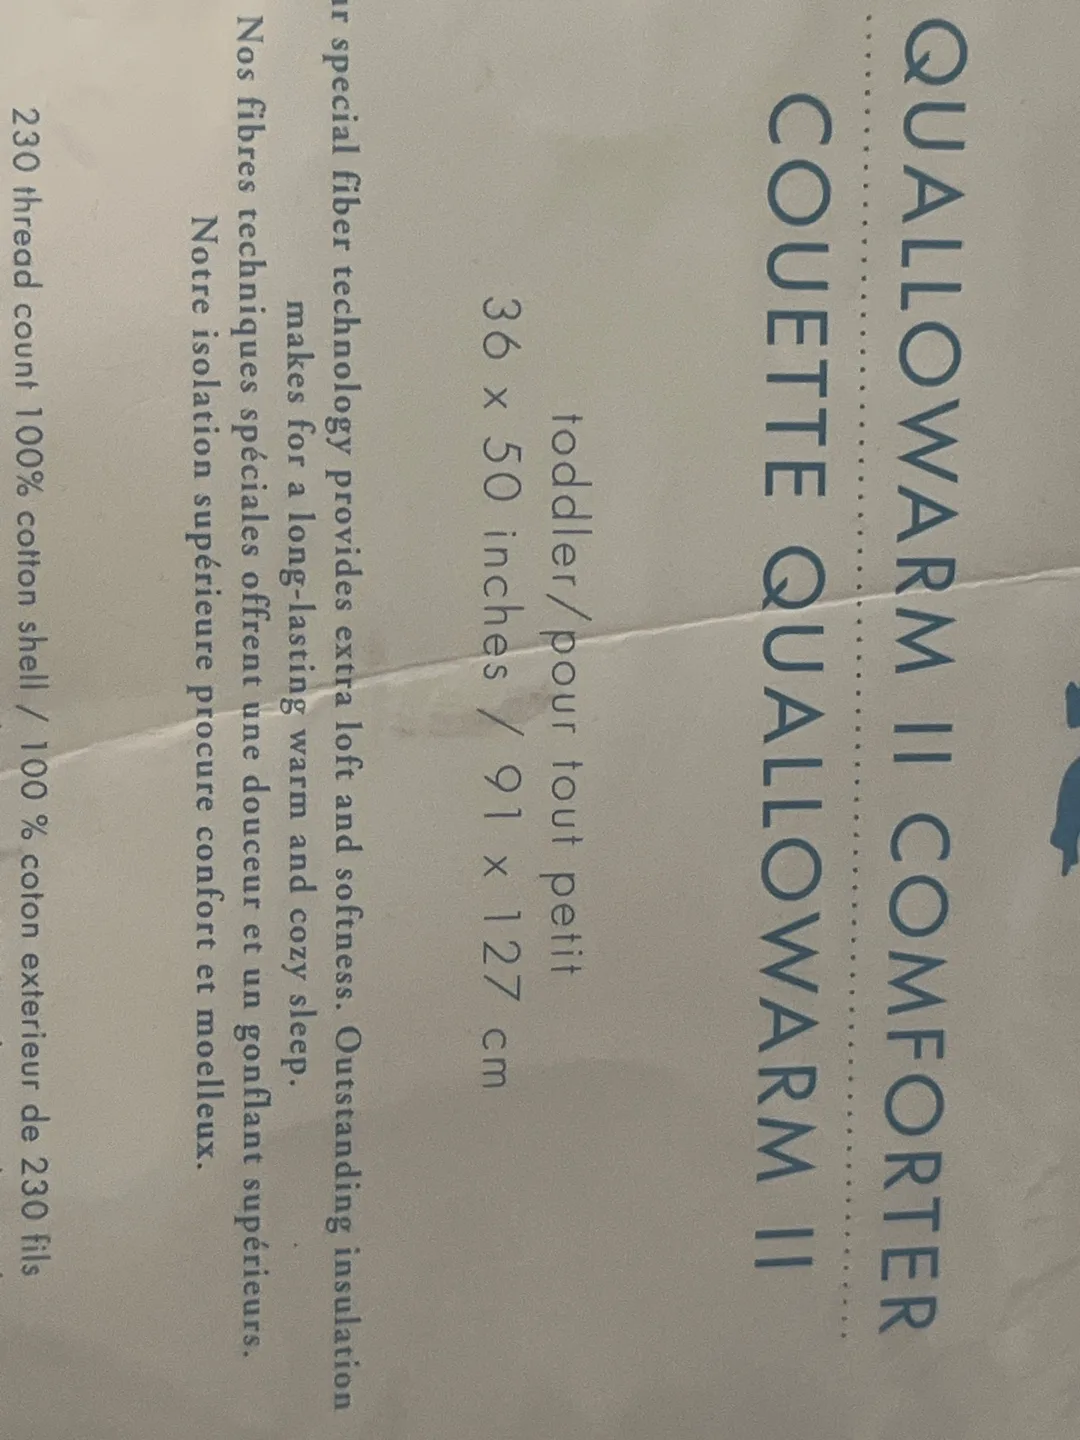 QUALLOWARM II COMFORTER
COUETTE QUALLOWARM II
toddler/pour tout petit
36 x 50 inches / 91 x 127 cm
special fiber technology provides extra loft and softness. Outstanding insulation
makes for a long-lasting warm and cozy sleep.
Nos fibres techniques spéciales offrent une douceur et un gonflant supérieurs.
Notre isolation supérieure procure confort et moelleux.
230 thread count 100% cotton shell / 100 % coton exterieur de 230 fils